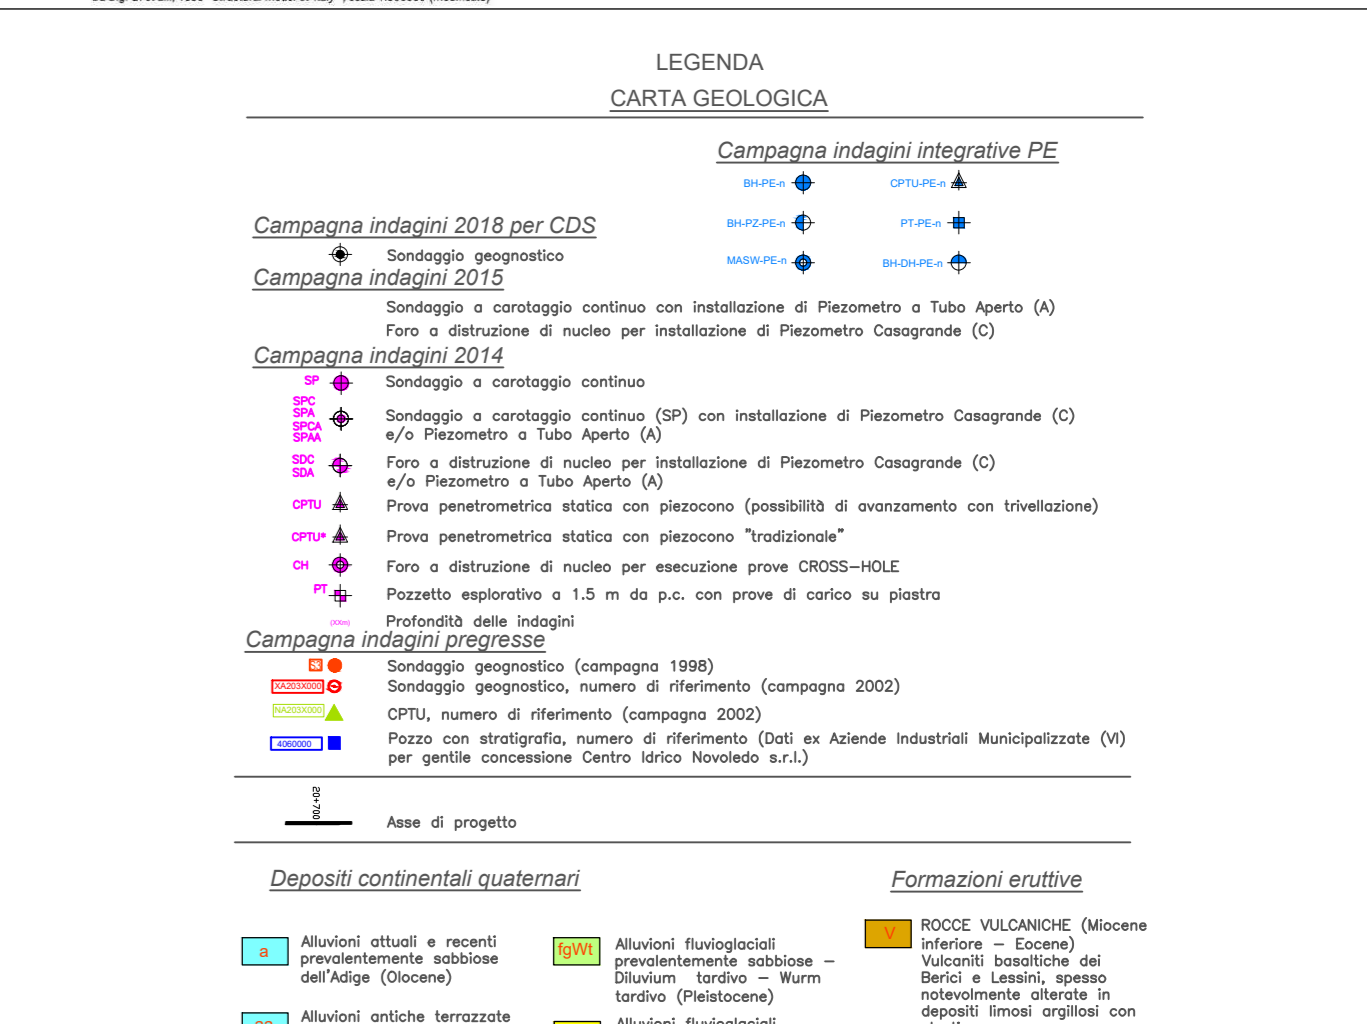 LEGENDA
CARTA GEOLOGICA
Campagna indagini integrative PE
BH-PE-n
CPTU-PE-n
BH-PZ-PE-n
PT-PE-n
MASW-PE-n
BH-DH-PE-n
Campagna indagini 2018 per CDS
Sondaggio geognostico
Campagna indagini 2015
Sondaggio a carotaggio continuo con installazione di Piezometro a Tubo Aperto (A)
Foro a distruzione di nucleo per installazione di Piezometro Casagrande (C)
Campagna indagini 2014
SP
Sondaggio a carotaggio continuo
SPC
SPA
SPCA
SPAA
Sondaggio a carotaggio continuo (SP) con installazione di Piezometro Casagrande (C)
e/o Piezometro a Tubo Aperto (A)
SDC
SDA
Foro a distruzione di nucleo per installazione di Piezometro Casagrande (C)
e/o Piezometro a Tubo Aperto (A)
CPTU
Prova penetrometrica statica con piezocono (possibilità di avanzamento con trivellazione)
CPTU*
Prova penetrometrica statica con piezocono "tradizionale"
CH
Foro a distruzione di nucleo per esecuzione prove CROSS-HOLE
PT
Pozzetto esplorativo a 1.5 m da p.c. con prove di carico su piastra
(XXm)
Profondità delle indagini
Campagna indagini pregresse
Sondaggio geognostico (campagna 1998)
XA203X000
Sondaggio geognostico, numero di riferimento (campagna 2002)
NA203X000
CPTU, numero di riferimento (campagna 2002)
4060000
Pozzo con stratigrafia, numero di riferimento (Dati ex Aziende Industriali Municipalizzate (VI)
per gentile concessione Centro Idrico Novoledo s.r.l.)
20+700
Asse di progetto
Depositi continentali quaternari
Formazioni eruttive
a
Alluvioni attuali e recenti
prevalentemente sabbiose
dell'Adige (Olocene)
fgWt
Alluvioni fluvioglaciali
prevalentemente sabbiose –
Diluvium tardivo – Wurm
tardivo (Pleistocene)
V
ROCCE VULCANICHE (Miocene
inferiore – Eocene)
Vulcaniti basaltiche dei
Berici e Lessini, spesso
notevolmente alterate in
depositi limosi argillosi con
Alluvioni antiche terrazzate
Alluvioni fluvioglaciali